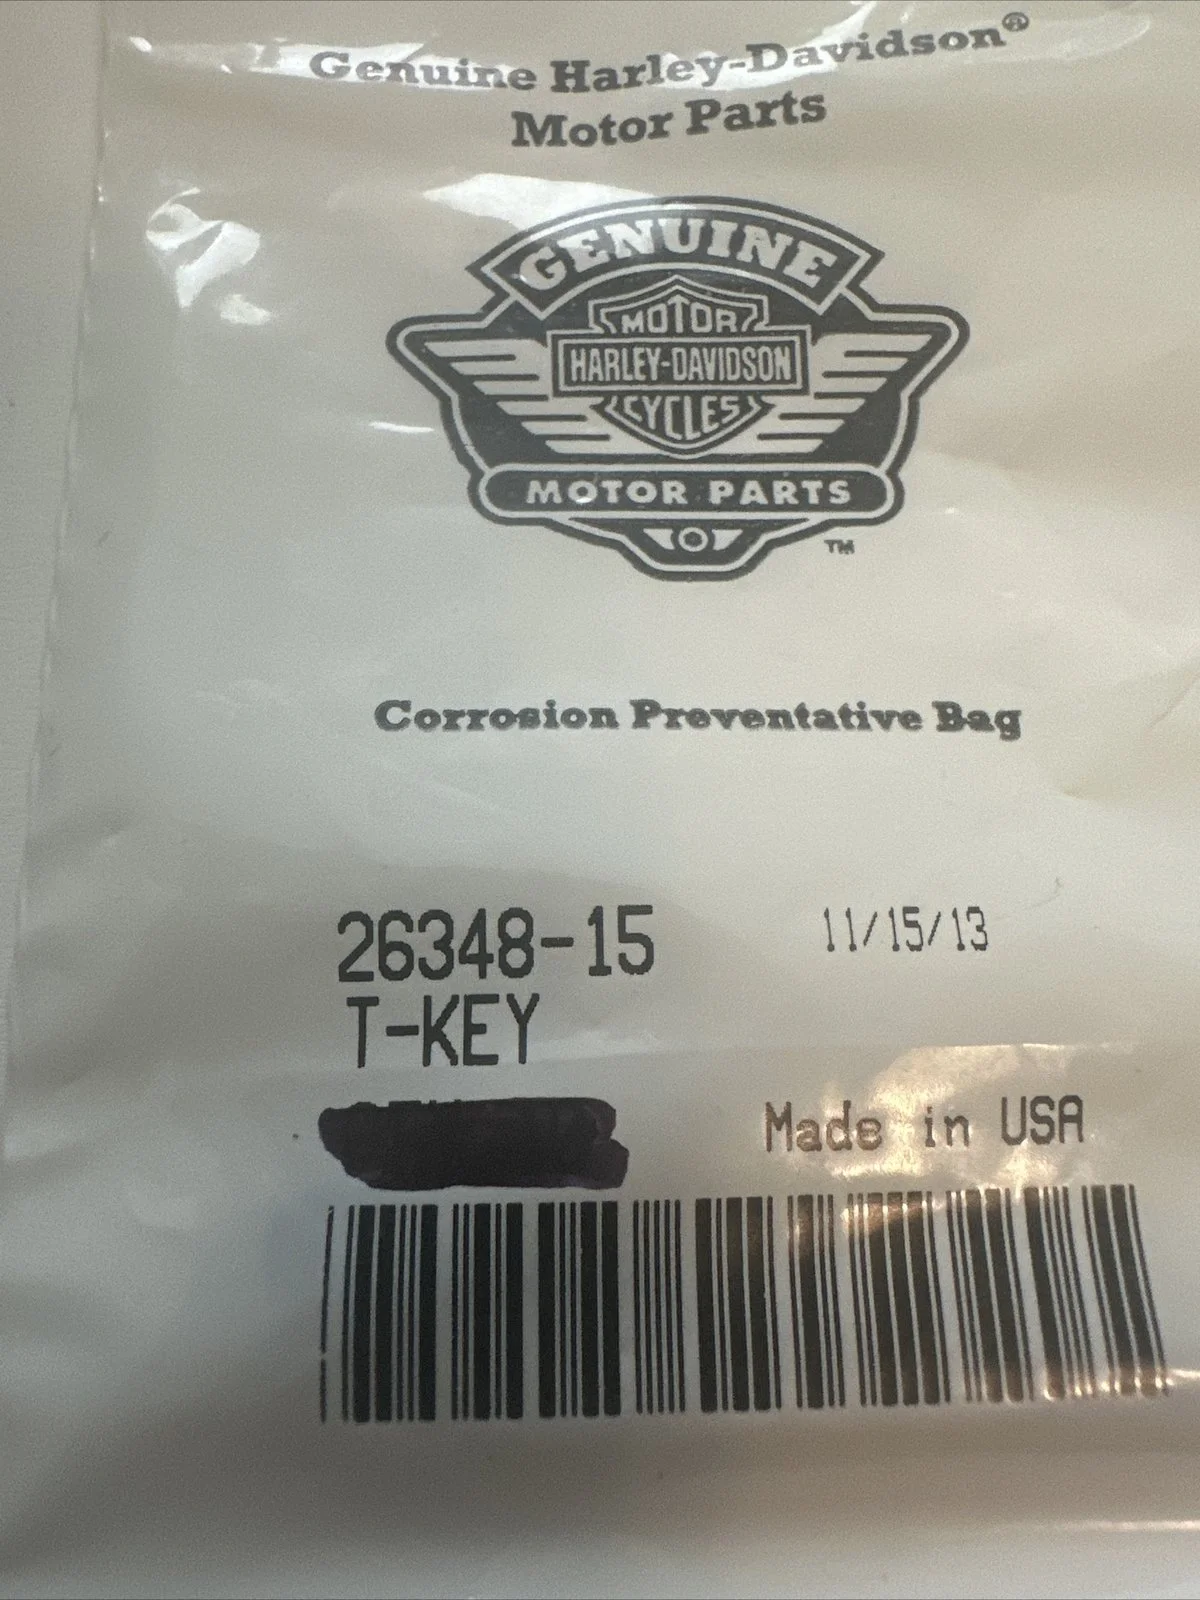 Genuine Harley-Davidson®
Motor Parts
GENUINE
MOTOR
HARLEY-DAVIDSON
CYCLES
MOTOR PARTS
TM
Corrosion Preventative Bag
26348-15 11/15/13
T-KEY
Made in USA